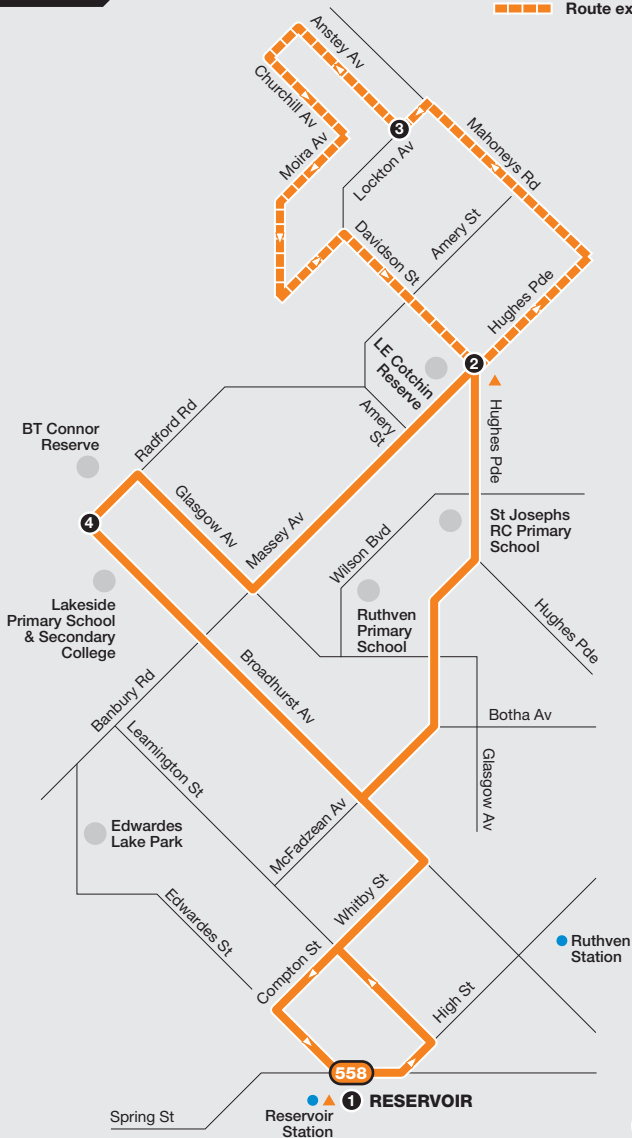 Route ex
Anstey Av
Churchill Av
Moira Av
3
Lockton Av
Mahoneys Rd
Amery St
Davidson St
Hughes Pde
2
LE Cotchin
Reserve
Hughes Pde
Amery
St
Radford Rd
BT Connor
Reserve
4
Glasgow Av
Massey Av
Wilson Bvd
St Josephs
RC Primary
School
Lakeside
Primary School
& Secondary
College
Ruthven
Primary
School
Hughes Pde
Banbury Rd
Broadhurst Av
Botha Av
Leamington St
Glasgow Av
Edwardes
Lake Park
McFadzean Av
Whitby St
Edwardes St
Ruthven
Station
Compton St
High St
558
1 RESERVOIR
Reservoir
Station
Spring St